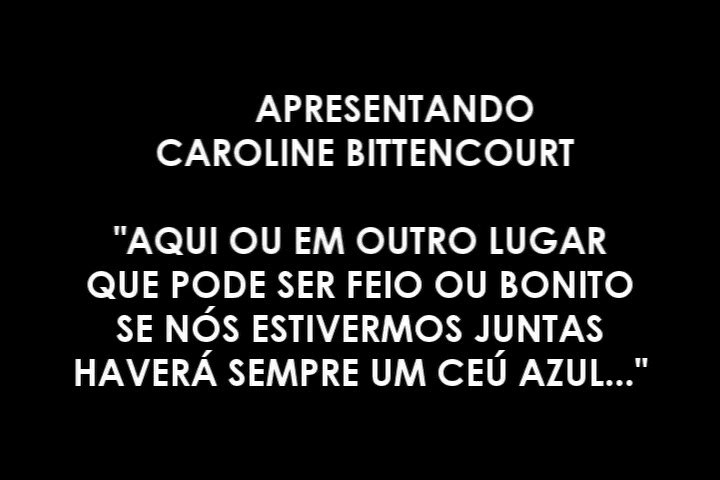 APRESENTANDO
CAROLINE BITTENCOURT
"AQUI OU EM OUTRO LUGAR
QUE PODE SER FEIO OU BONITO
SE NÓS ESTIVERMOS JUNTAS
HAVERÁ SEMPRE UM CEÚ AZUL..."